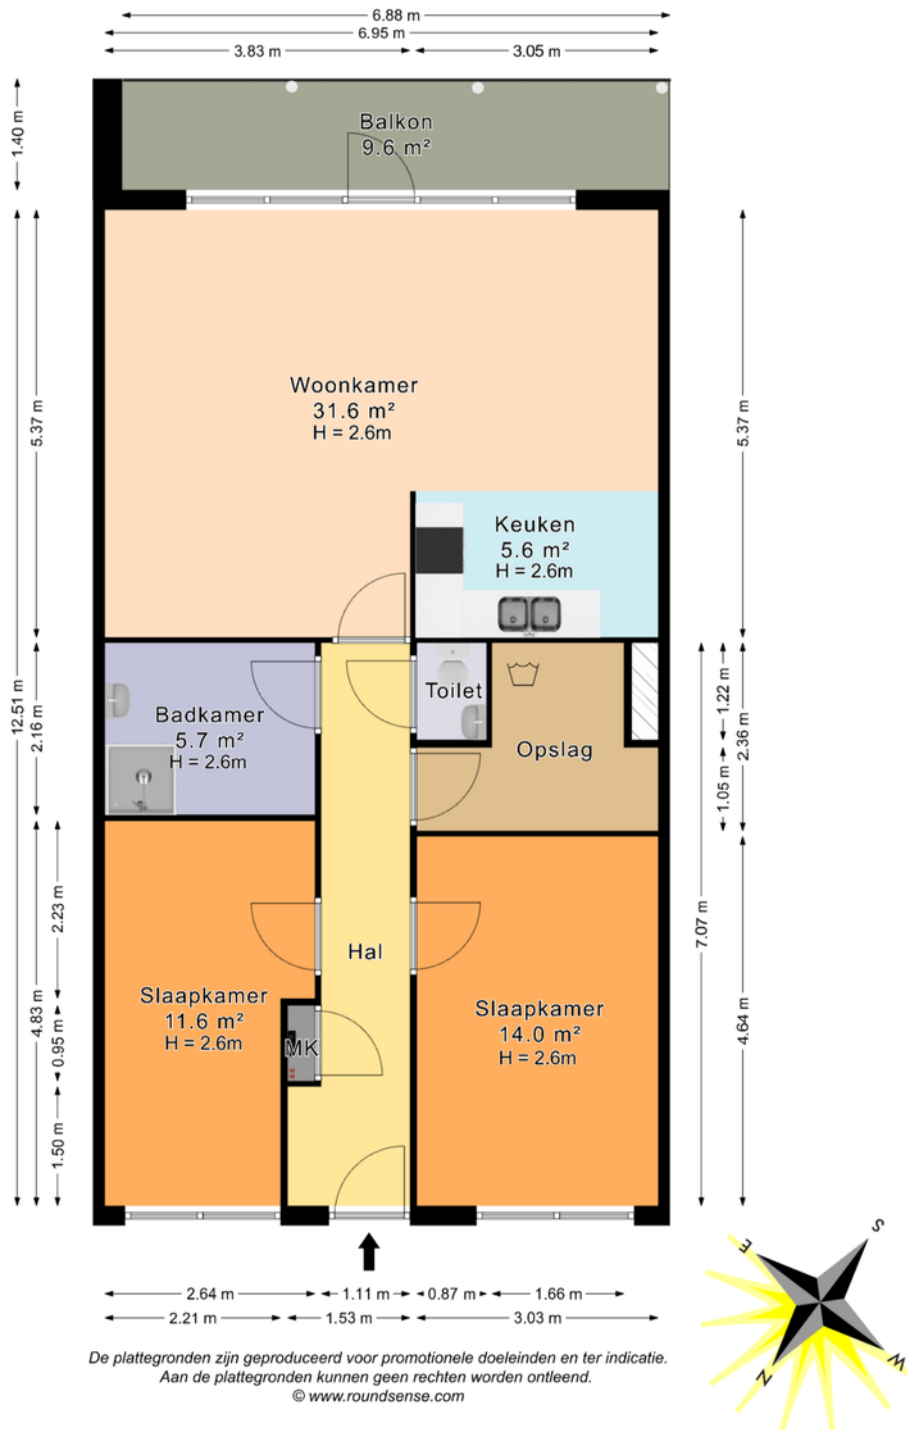 6.88 m
6.95 m
3.83 m
3.05 m
1.40 m
Balkon
9.6 m²
12.51 m
5.37 m
Woonkamer
31.6 m²
H = 2.6m
5.37 m
Keuken
5.6 m²
H = 2.6m
2.16 m
Badkamer
5.7 m²
H = 2.6m
Toilet
Opslag
1.22 m
2.36 m
1.05 m
4.83 m
2.23 m
0.95 m
1.50 m
Slaapkamer
11.6 m²
H = 2.6m
MK
Hal
Slaapkamer
14.0 m²
H = 2.6m
7.07 m
4.64 m
2.64 m
1.11 m
0.87 m
1.66 m
2.21 m
1.53 m
3.03 m
S
E
W
N
De plattegronden zijn geproduceerd voor promotionele doeleinden en ter indicatie.
Aan de plattegronden kunnen geen rechten worden ontleend.
© www.roundsense.com